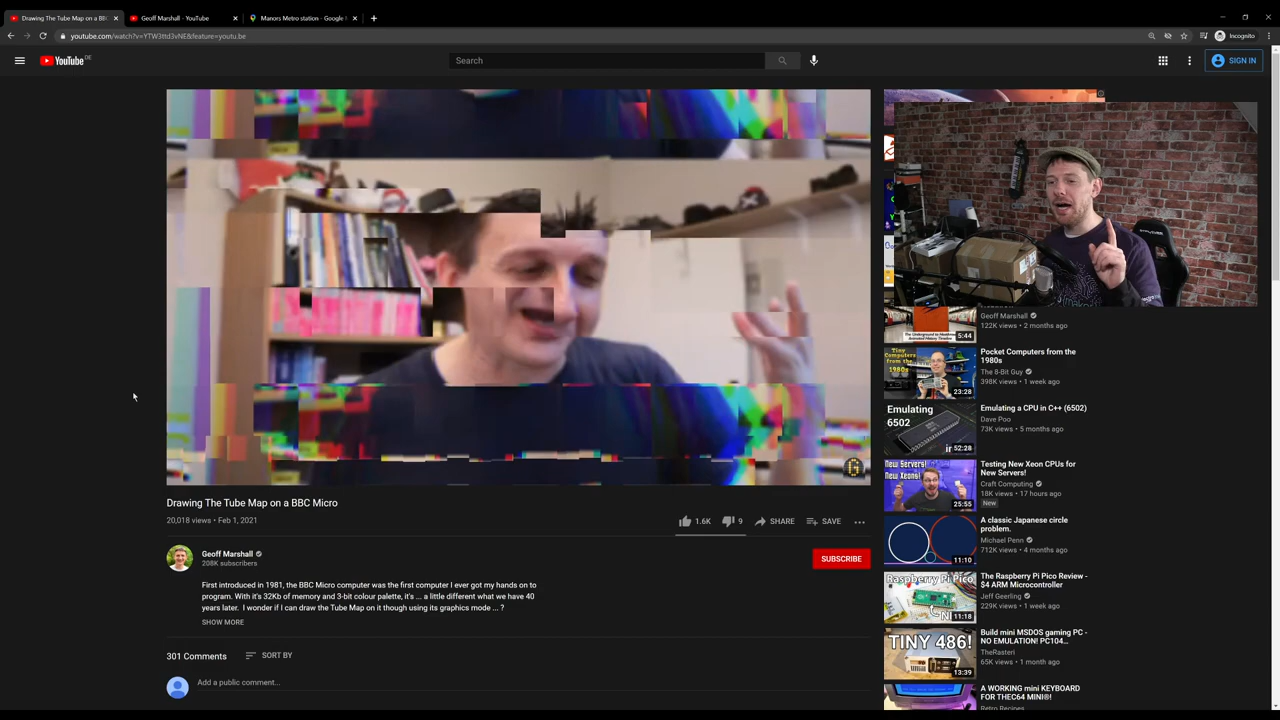 Drawing The Tube Map on a BBC
Geoff Marshall - YouTube
Manors Metro station - Google M
youtube.com/watch?v=YTW3ttd3vNE&feature=youtu.be
Incognito
YouTube DE
Search
SIGN IN
Drawing The Tube Map on a BBC Micro
20,018 views • Feb 1, 2021
1.6K
9
SHARE
SAVE
Geoff Marshall
208K subscribers
SUBSCRIBE
First introduced in 1981, the BBC Micro computer was the first computer I ever got my hands on to
program. With it's 32Kb of memory and 3-bit colour palette, it's ... a little different what we have 40
years later. I wonder if I can draw the Tube Map on it though using its graphics mode ... ?
SHOW MORE
301 Comments
SORT BY
Add a public comment...
Geoff Marshall
122K views • 2 months ago
5:44
Pocket Computers from the
1980s
The 8-Bit Guy
398K views • 1 week ago
Tiny
Computers
from the
1980s
23:28
Emulating a CPU in C++ (6502)
Dave Poo
73K views • 5 months ago
Emulating
6502
52:28
Testing New Xeon CPUs for
New Servers!
Craft Computing
18K views • 17 hours ago
New
New Servers!
New Xeons!
25:55
A classic Japanese circle
problem.
Michael Penn
712K views • 4 months ago
11:10
The Raspberry Pi Pico Review -
$4 ARM Microcontroller
Jeff Geerling
229K views • 1 week ago
Raspberry Pi Pico
11:18
Build mini MSDOS gaming PC -
NO EMULATION! PC104...
TheRasteri
65K views • 1 month ago
TINY 486!
13:39
A WORKING mini KEYBOARD
FOR THEC64 MINI®!
Retro Recipes